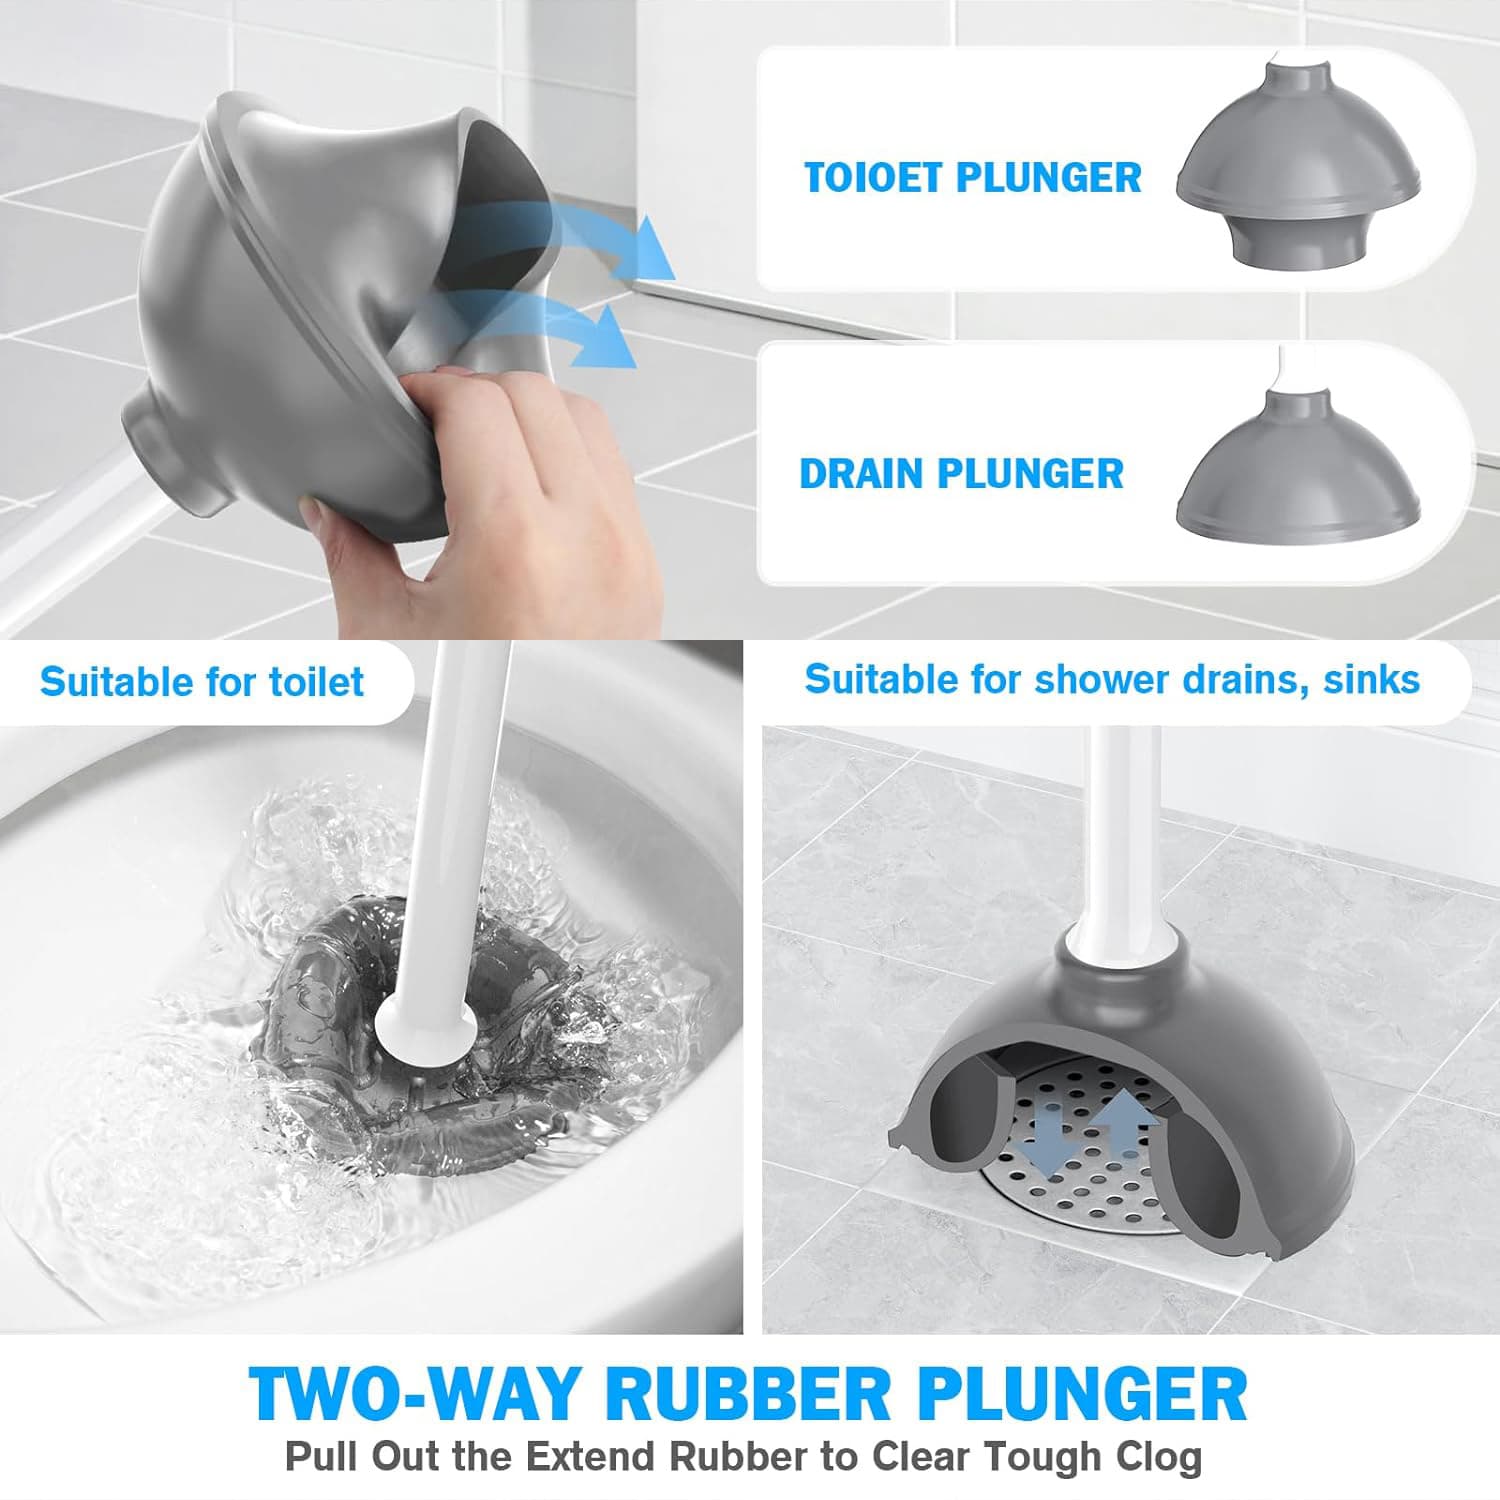 TOIOET PLUNGER
DRAIN PLUNGER
Suitable for toilet
Suitable for shower drains, sinks
TWO-WAY RUBBER PLUNGER
Pull Out the Extend Rubber to Clear Tough Clog